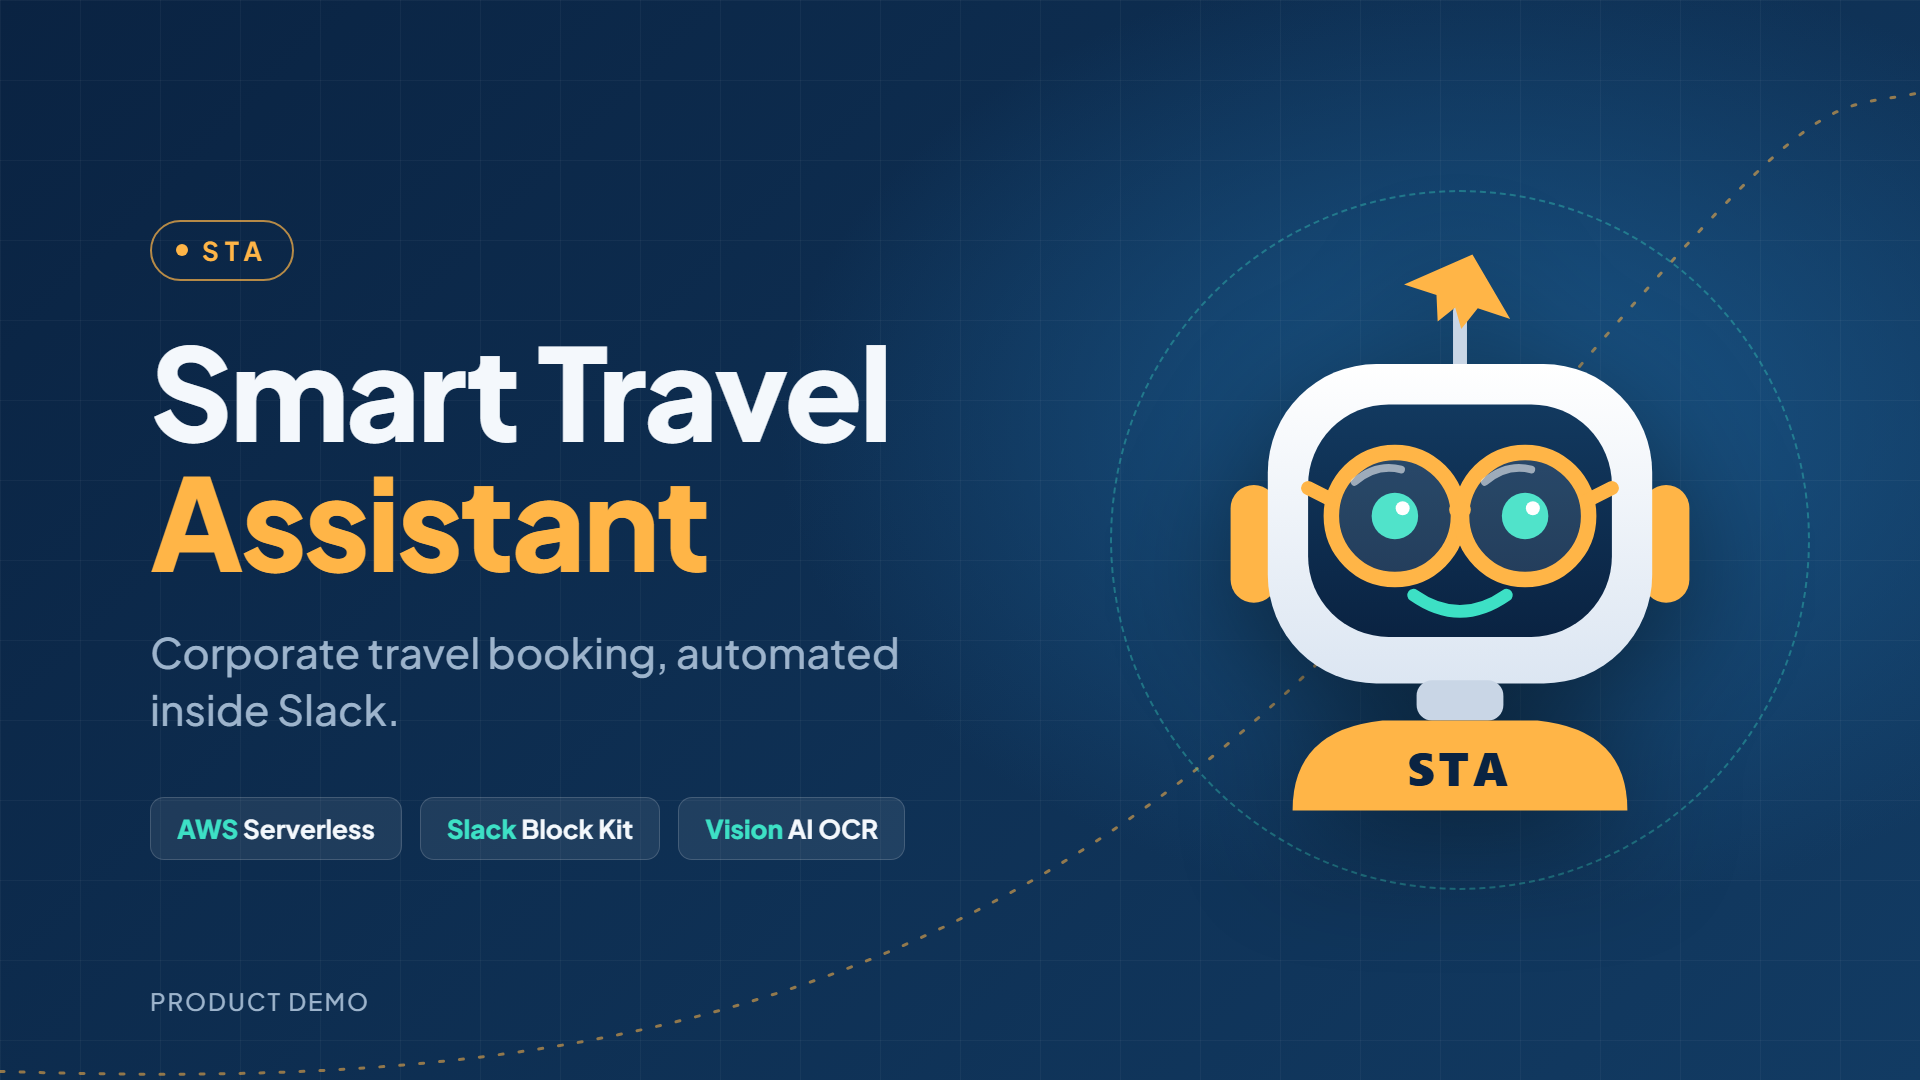 STA
Smart Travel
Assistant
Corporate travel booking, automated
inside Slack.
AWS Serverless
Slack Block Kit
Vision AI OCR
PRODUCT DEMO
STA